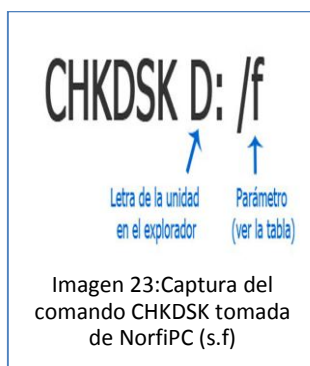 CHKDSK D: /f
Letra de la unidad
en el explorador
Parámetro
(ver la tabla)
Imagen 23:Captura del
comando CHKDSK tomada
de NorfiPC (s.f)